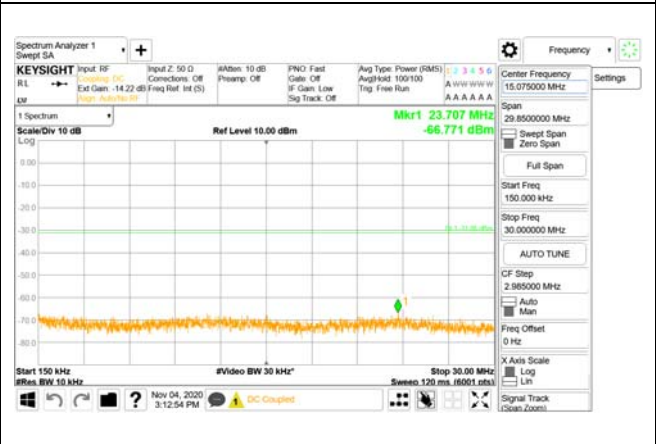 Spectrum Analyzer 1
Swept SA
+
Frequency
KEYSIGHT
Input: RF
Coupling: DC
Ext Gain: -14.22 dB
Align: Auto/No RF
Input Z: 50 Ω
Corrections: Off
Freq Ref: Int (S)
#Atten: 10 dB
Preamp: Off
PNO: Fast
Gate: Off
IF Gain: Low
Sig Track: Off
Avg Type: Power (RMS)
Avg|Hold: 100/100
Trig: Free Run
1 2 3 4 5 6
A W W W W W
A A A A A A
R L
1 Spectrum
Scale/Div 10 dB
Ref Level 10.00 dBm
Mkr1 23.707 MHz
-66.771 dBm
Log
0.00
-10.0
-20.0
-30.0
-40.0
-50.0
-60.0
-70.0
-80.0
1
Start 150 kHz
#Res BW 10 kHz
#Video BW 30 kHz*
Stop 30.00 MHz
Sweep 120 ms (6001 pts)
Nov 04, 2020
3:12:54 PM
?
1
DC Coupled
Center Frequency
15.075000 MHz
Settings
Span
29.8500000 MHz
Swept Span
Zero Span
Full Span
Start Freq
150.000 kHz
Stop Freq
30.000000 MHz
AUTO TUNE
CF Step
2.985000 MHz
Auto
Man
Freq Offset
0 Hz
X Axis Scale
Log
Lin
Signal Track
(Span Zoom)